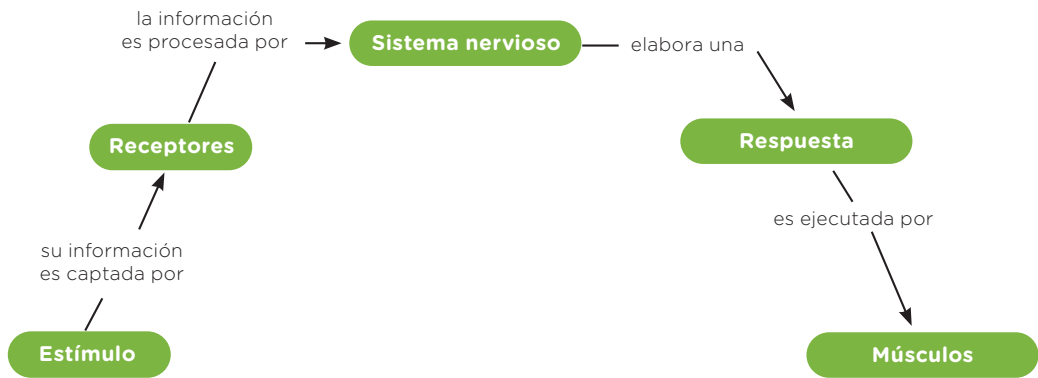 la información
es procesada por
Sistema nervioso
elabora una
Receptores
Respuesta
su información
es captada por
es ejecutada por
Estímulo
Músculos